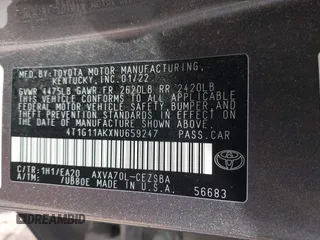 MFD. BY: TOYOTA MOTOR MANUFACTURING,
KENTUCKY, INC. 01/22
GVWR 4475LB GAWR FR 2620LB RR 2420LB
THIS VEHICLE CONFORMS TO ALL APPLICABLE
FEDERAL MOTOR VEHICLE SAFETY, BUMPER, AND
THEFT PREVENTION STANDARDS IN EFFECT ON
THE DATE OF MANUFACTURE SHOWN ABOVE.
4T1G11AKXNU659247 PASS.CAR
C/TR: 1H1/EA20 AXVA70L-CEZSBA
A/TM: /UB80E MADE IN U.S.A.
56683
TOYOTA